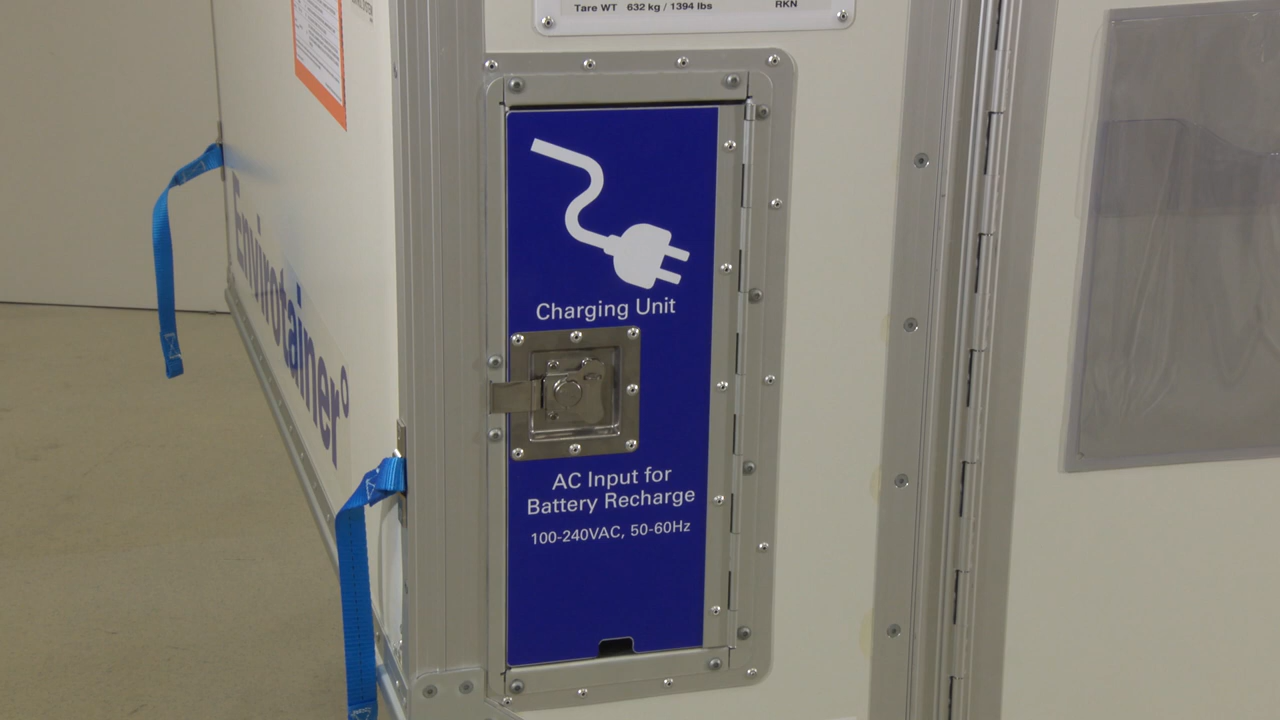 Tare WT 632 kg / 1394 lbs RKN
Charging Unit
AC Input for
Battery Recharge
100-240VAC, 50-60Hz
Envirotainer